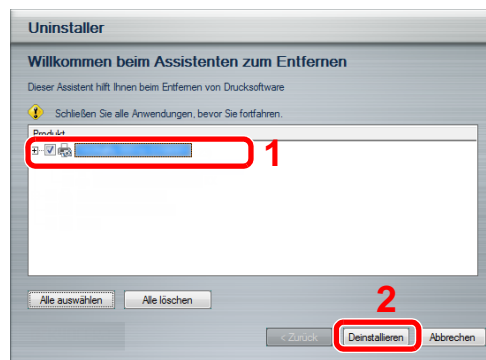 Uninstaller
Willkommen beim Assistenten zum Entfernen
Dieser Assistent hilft Ihnen beim Entfernen von Drucksoftware
Schließen Sie alle Anwendungen, bevor Sie fortfahren.
Produkt
1
Alle auswählen Alle löschen
2
< Zurück Deinstallieren Abbrechen